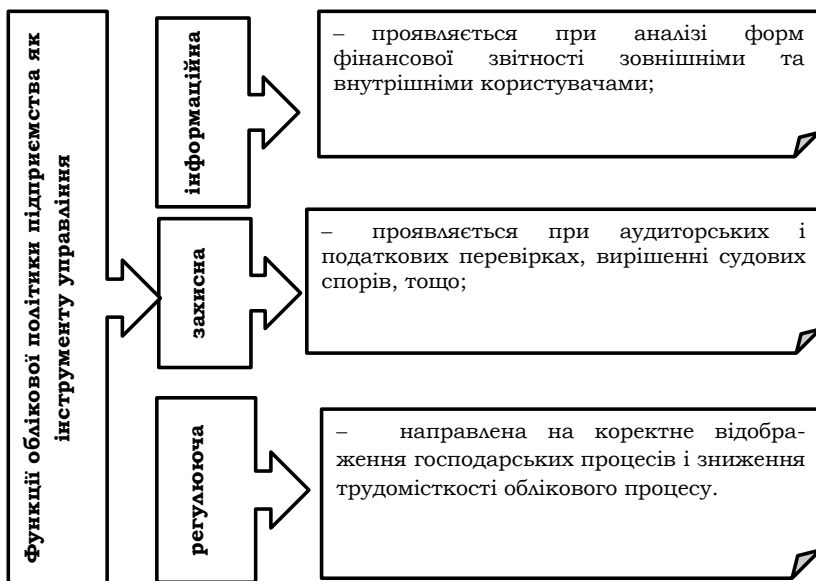 Функції облікової політики підприємства як
інструменту управління
інформаційна
– проявляється при аналізі форм
фінансової звітності зовнішніми та
внутрішніми користувачами;
захисна
– проявляється при аудиторських і
податкових перевірках, вирішенні судових
спорів, тощо;
регулююча
– направлена на коректне відобра-
ження господарських процесів і зниження
трудомісткості облікового процесу.